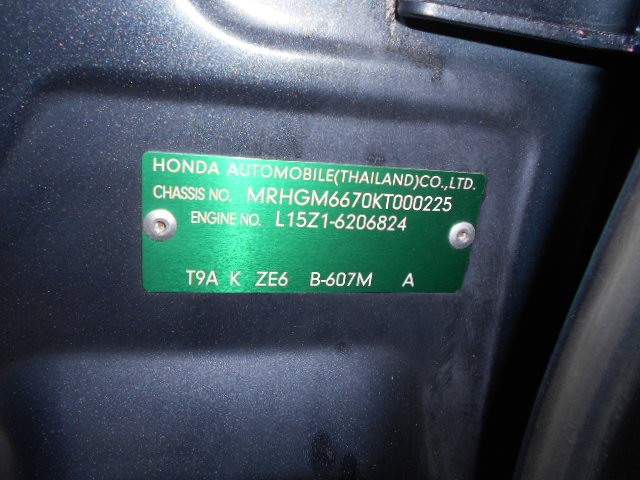 HONDA AUTOMOBILE(THAILAND)CO.,LTD.
CHASSIS NO. MRHGM6670KT000225
ENGINE NO. L15Z1-6206824
T9A K ZE6 B-607M A